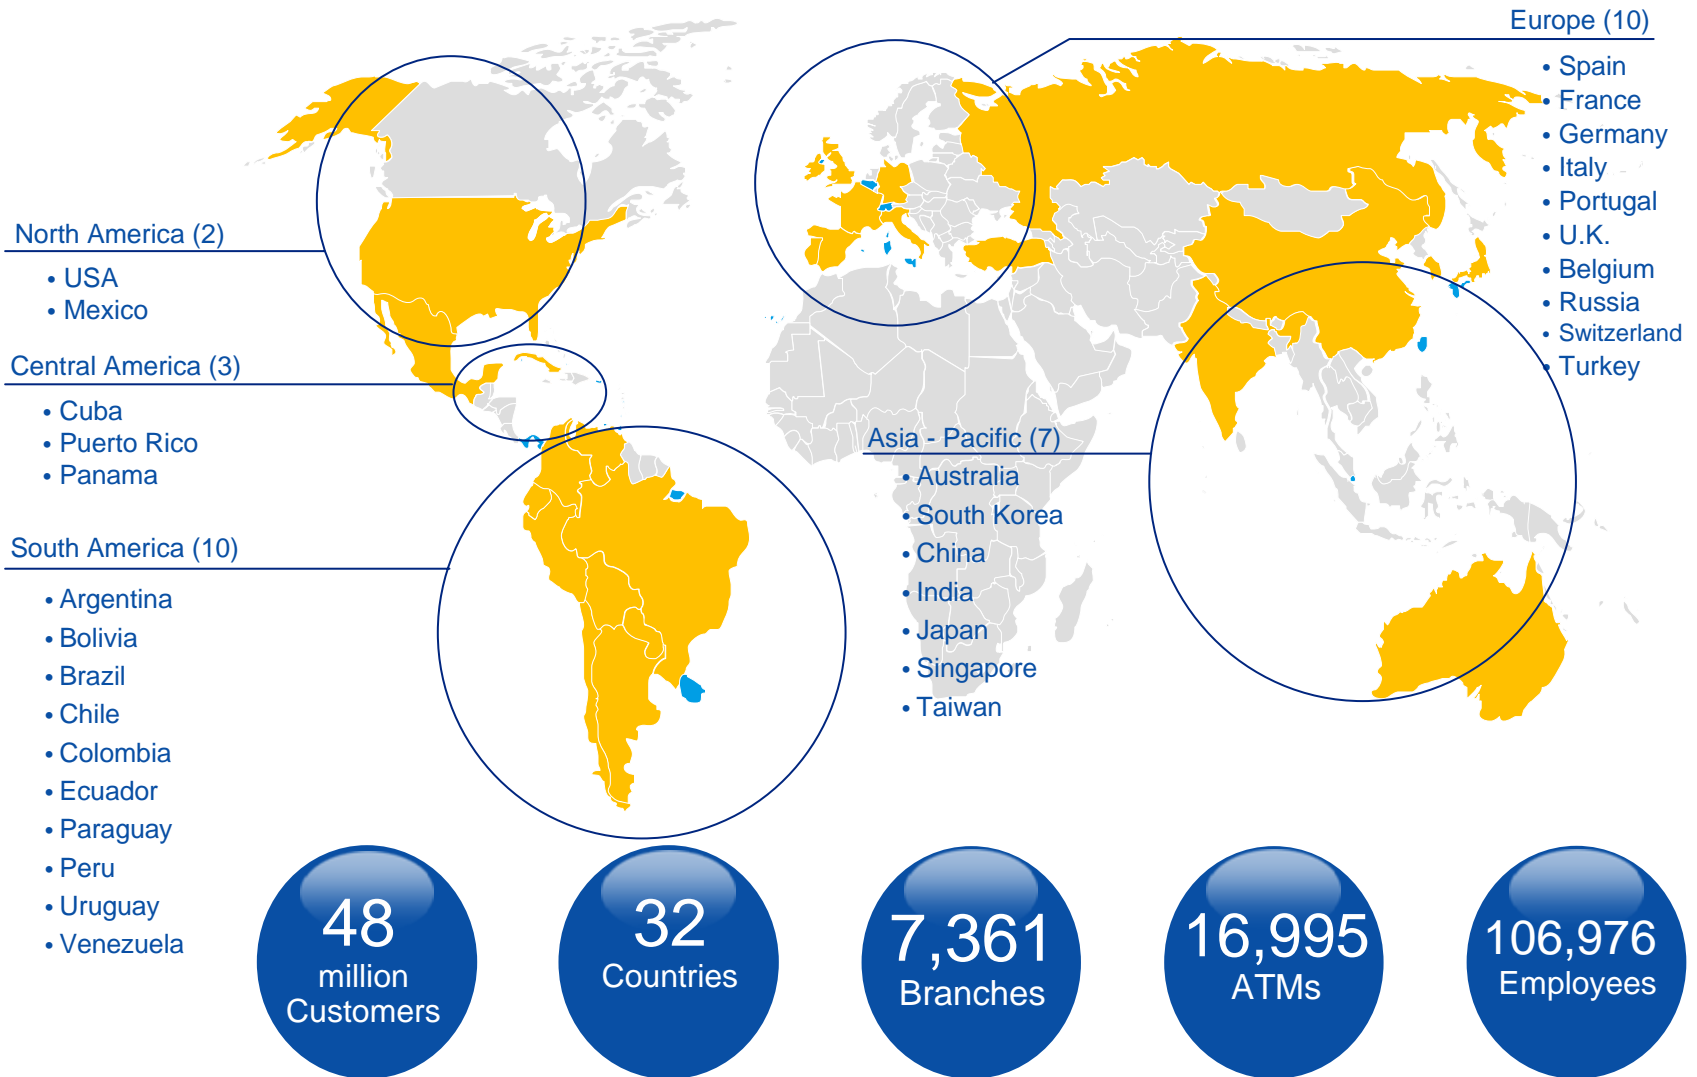 North America (2)
• USA
• Mexico
Central America (3)
• Cuba
• Puerto Rico
• Panama
South America (10)
• Argentina
• Bolivia
• Brazil
• Chile
• Colombia
• Ecuador
• Paraguay
• Peru
• Uruguay
• Venezuela
Europe (10)
• Spain
• France
• Germany
• Italy
• Portugal
• U.K.
• Belgium
• Russia
• Switzerland
• Turkey
Asia - Pacific (7)
• Australia
• South Korea
• China
• India
• Japan
• Singapore
• Taiwan
48
million
Customers
32
Countries
7,361
Branches
16,995
ATMs
106,976
Employees